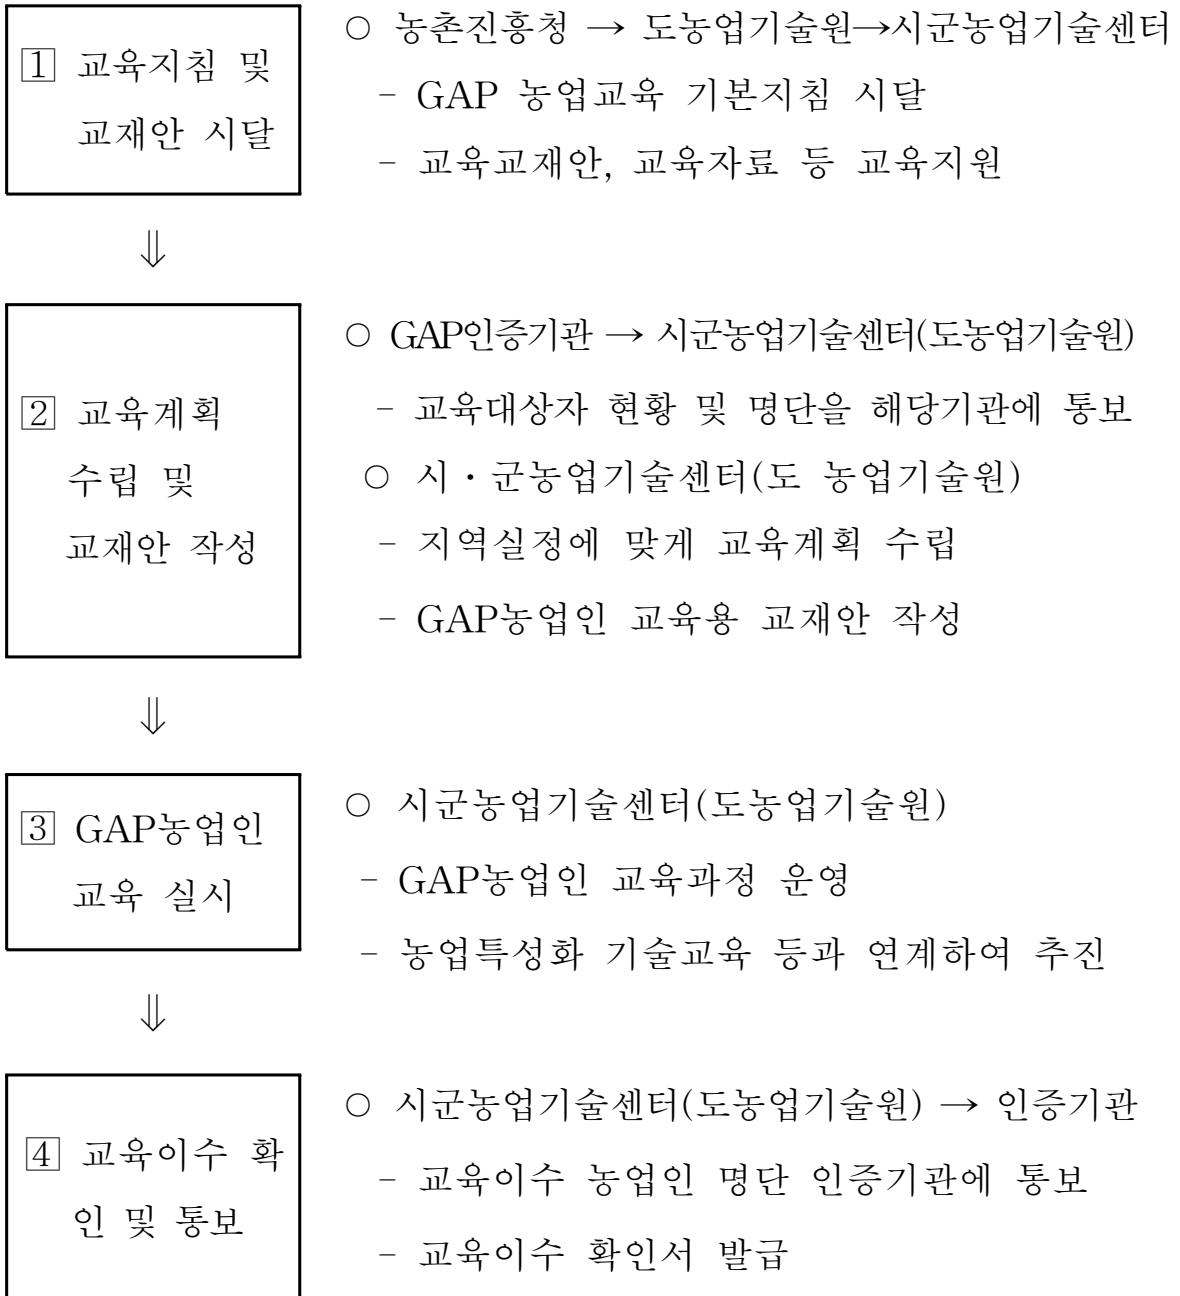 1 교육지침 및
교재안 시달
○ 농촌진흥청 → 도농업기술원→시군농업기술센터
- GAP 농업교육 기본지침 시달
- 교육교재안, 교육자료 등 교육지원
⇓
2 교육계획
수립 및
교재안 작성
○ GAP인증기관 → 시군농업기술센터(도농업기술원)
- 교육대상자 현황 및 명단을 해당기관에 통보
○ 시・군농업기술센터(도 농업기술원)
- 지역실정에 맞게 교육계획 수립
- GAP농업인 교육용 교재안 작성
⇓
3 GAP농업인
교육 실시
○ 시군농업기술센터(도농업기술원)
- GAP농업인 교육과정 운영
- 농업특성화 기술교육 등과 연계하여 추진
⇓
4 교육이수 확
인 및 통보
○ 시군농업기술센터(도농업기술원) → 인증기관
- 교육이수 농업인 명단 인증기관에 통보
- 교육이수 확인서 발급